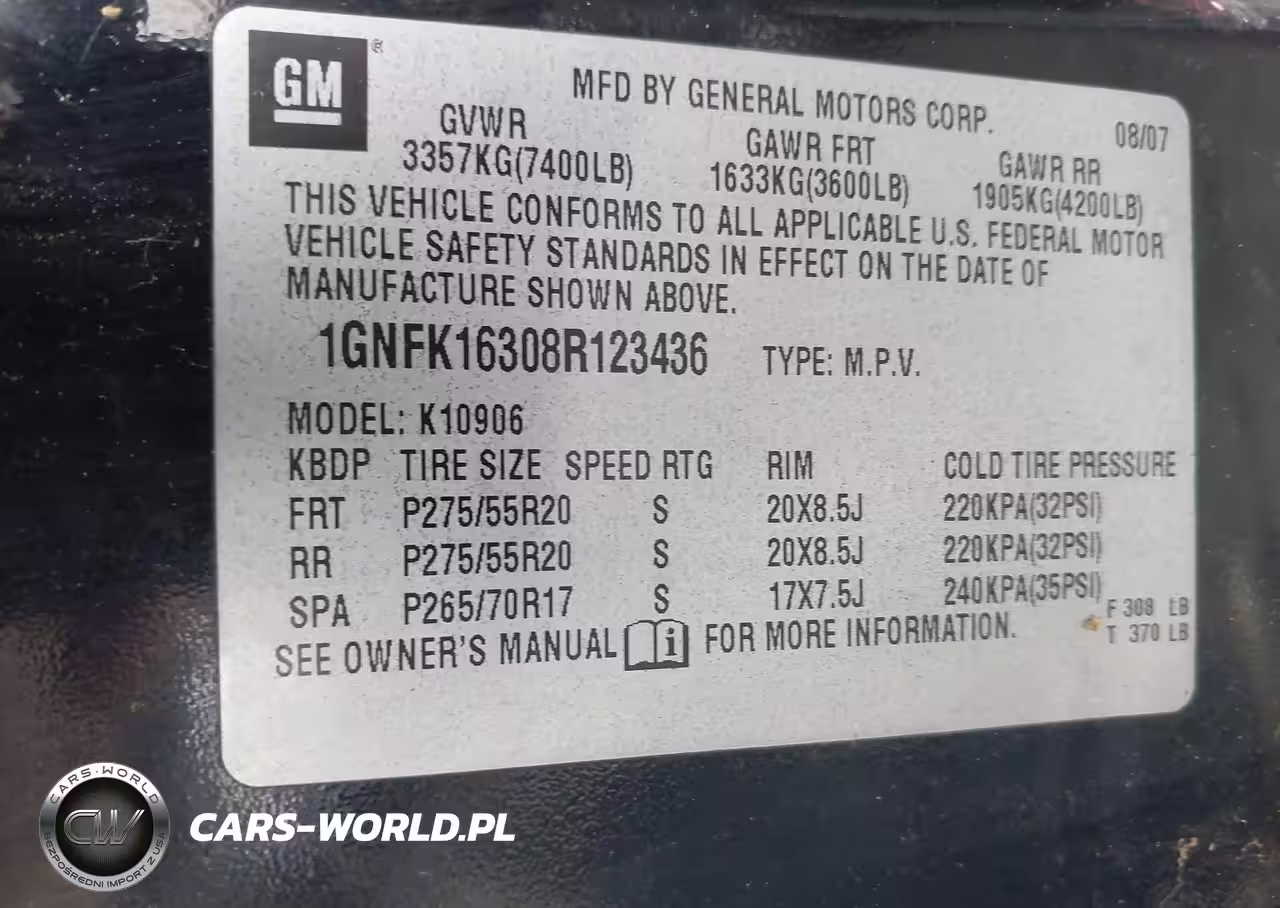 GM ®
MFD BY GENERAL MOTORS CORP.
08/07
GVWR GAWR FRT GAWR RR
3357KG(7400LB) 1633KG(3600LB) 1905KG(4200LB)
THIS VEHICLE CONFORMS TO ALL APPLICABLE U.S. FEDERAL MOTOR
VEHICLE SAFETY STANDARDS IN EFFECT ON THE DATE OF
MANUFACTURE SHOWN ABOVE.
1GNFK16308R123436 TYPE: M.P.V.
MODEL: K10906
KBDP TIRE SIZE SPEED RTG RIM COLD TIRE PRESSURE
FRT P275/55R20 S 20X8.5J 220KPA(32PSI)
RR P275/55R20 S 20X8.5J 220KPA(32PSI)
SPA P265/70R17 S 17X7.5J 240KPA(35PSI)
F 308 LB
T 370 LB
SEE OWNER'S MANUAL i FOR MORE INFORMATION.
CARS-WORLD
CW
BEZPOŚREDNI IMPORT Z USA
CARS-WORLD.PL